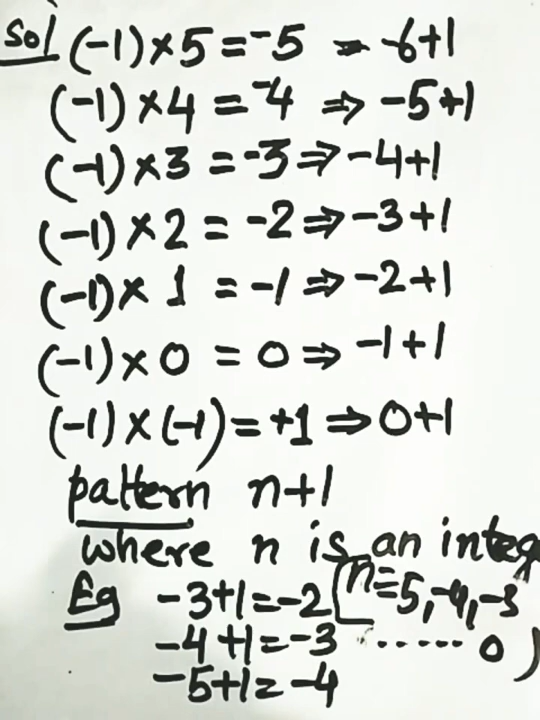 Sol (-1)×5 = -5 ⇒ -6+1
(-1)×4 = -4 ⇒ -5+1
(-1)×3 = -3 ⇒ -4+1
(-1)×2 = -2 ⇒ -3+1
(-1)×1 = -1 ⇒ -2+1
(-1)×0 = 0 ⇒ -1+1
(-1)×(-1) = +1 ⇒ 0+1
pattern n+1
where n is an integ
Eg -3+1=-2 (n=-5,-4,-3
-4+1=-3 ...... 0)
-5+1=-4